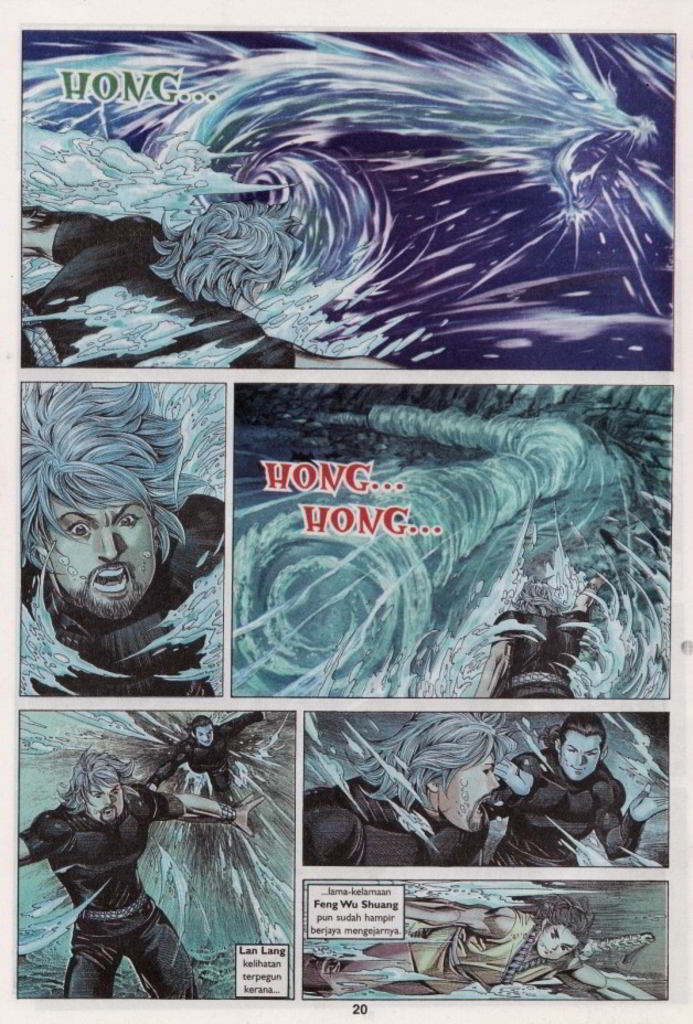 HONG...
HONG...
HONG...
Lan Lang
kelihatan
terpegun
kerana...
...lama-kelamaan
Feng Wu Shuang
pun sudah hampir
berjaya mengejarnya.
20